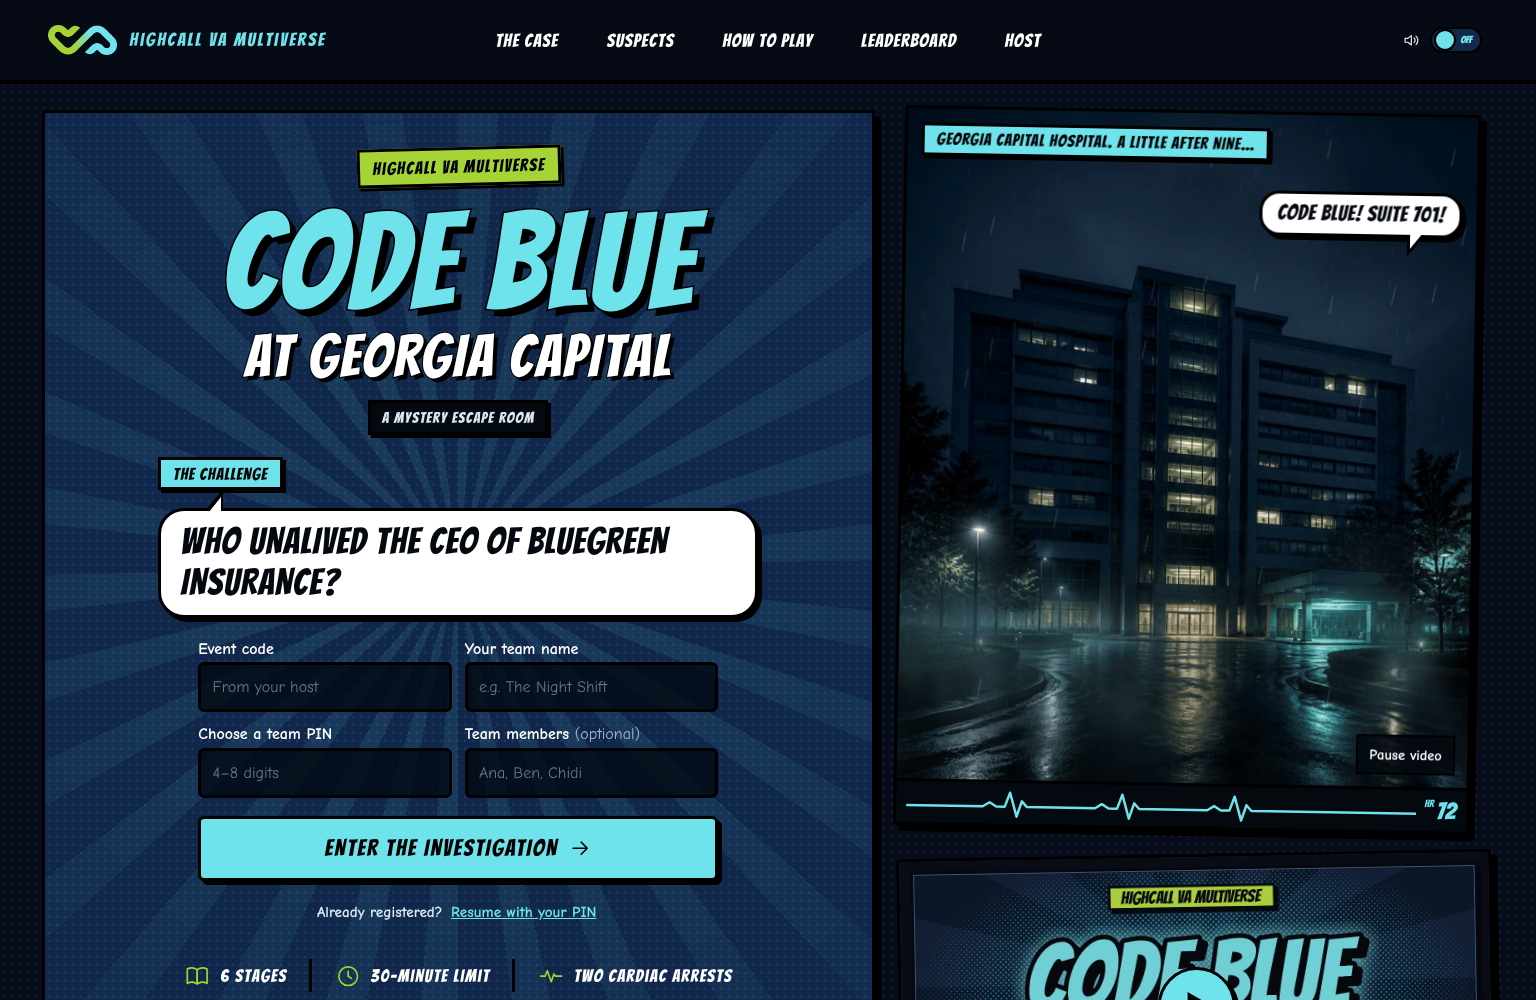 HIGHCALL VA MULTIVERSE
THE CASE
SUSPECTS
HOW TO PLAY
LEADERBOARD
HOST
OFF
HIGHCALL VA MULTIVERSE
CODE BLUE
AT GEORGIA CAPITAL
A MYSTERY ESCAPE ROOM
THE CHALLENGE
WHO UNALIVED THE CEO OF BLUEGREEN
INSURANCE?
Event code
Your team name
From your host
e.g. The Night Shift
Choose a team PIN
Team members (optional)
4–8 digits
Ana, Ben, Chidi
ENTER THE INVESTIGATION →
Already registered? Resume with your PIN
6 STAGES
30-MINUTE LIMIT
TWO CARDIAC ARRESTS
GEORGIA CAPITAL HOSPITAL. A LITTLE AFTER NINE...
CODE BLUE! SUITE 701!
Pause video
HR 72
HIGHCALL VA MULTIVERSE
CODE BLUE